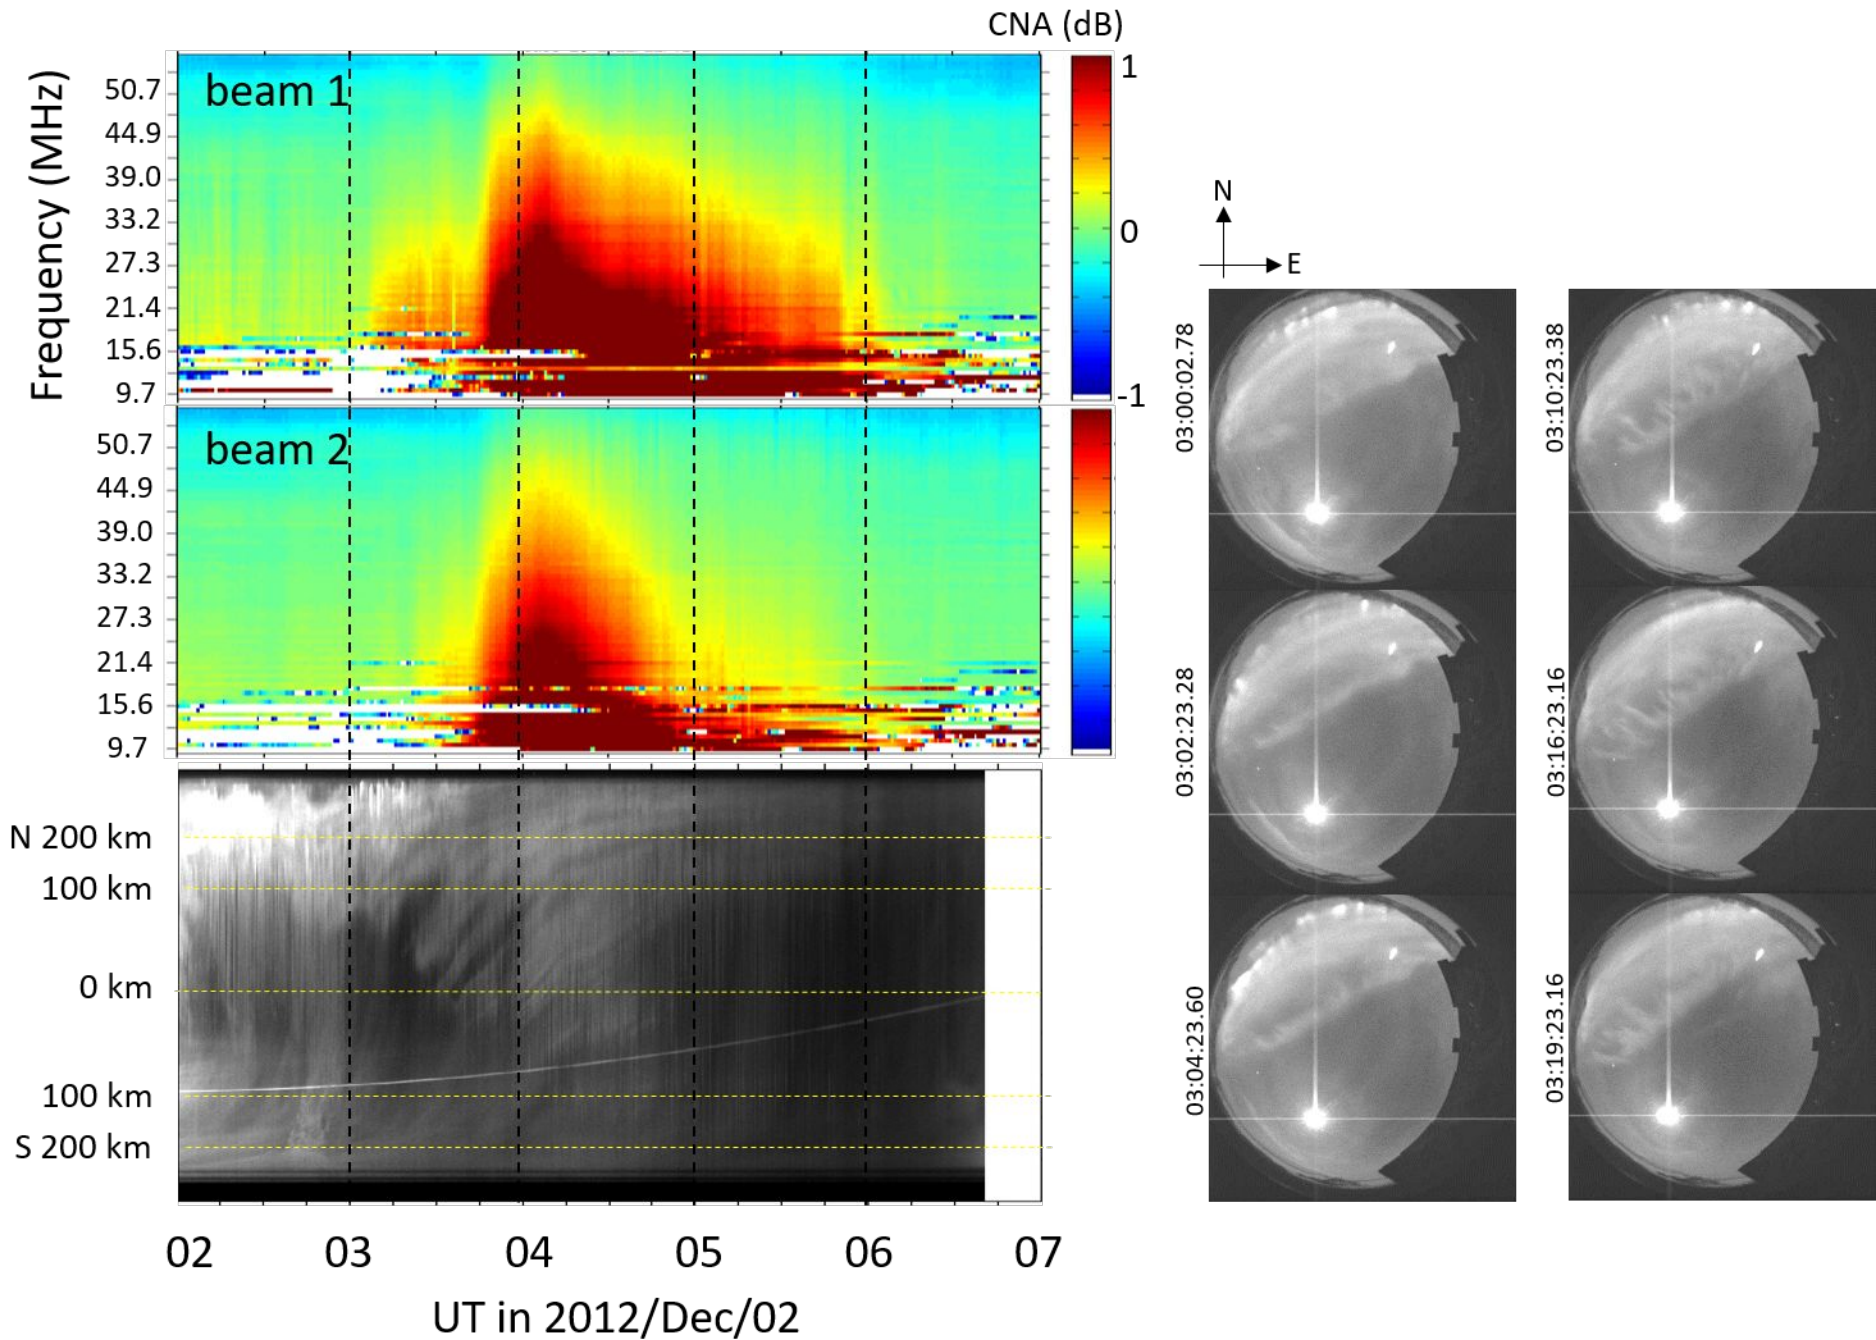 CNA (dB)
Frequency (MHz)
beam 1
50.7
44.9
39.0
33.2
27.3
21.4
15.6
9.7
1
0
-1
beam 2
50.7
44.9
39.0
33.2
27.3
21.4
15.6
9.7
N 200 km
100 km
0 km
100 km
S 200 km
02 03 04 05 06 07
UT in 2012/Dec/02
N
E
03:00:02.78
03:02:23.28
03:04:23.60
03:10:23.38
03:16:23.16
03:19:23.16